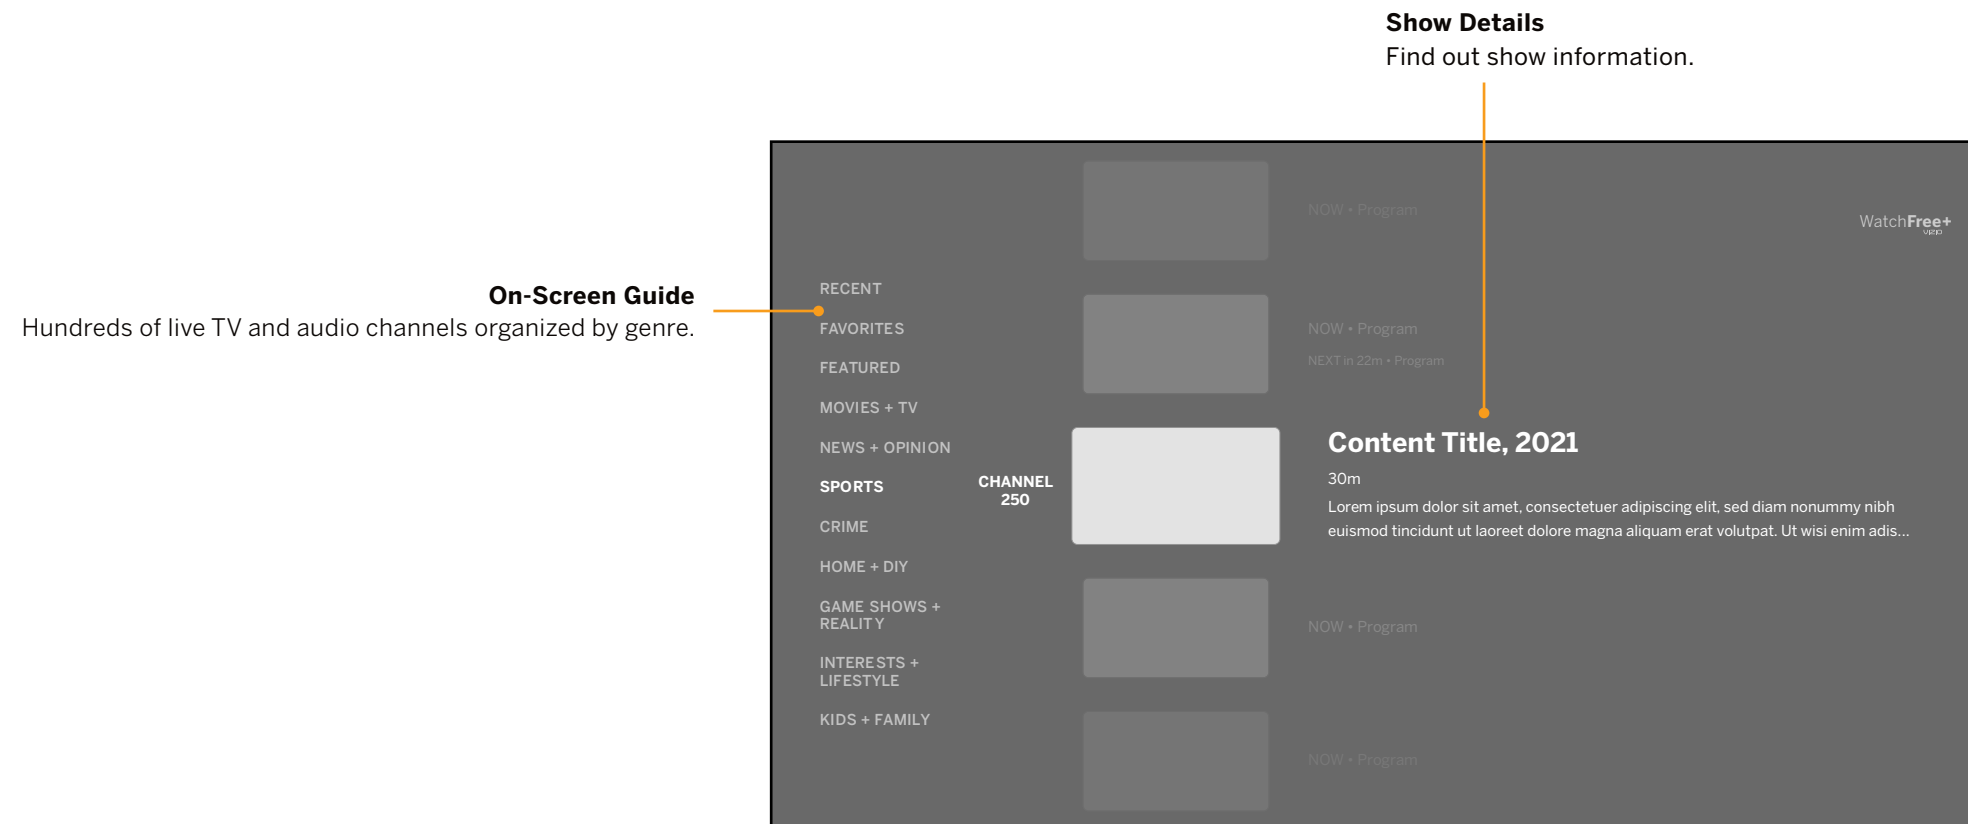 Show Details
Find out show information.
NOW • Program
WatchFree+
VIZIO
On-Screen Guide
Hundreds of live TV and audio channels organized by genre.
RECENT
FAVORITES
FEATURED
MOVIES + TV
NEWS + OPINION
SPORTS
CRIME
HOME + DIY
GAME SHOWS +
REALITY
INTERESTS +
LIFESTYLE
KIDS + FAMILY
CHANNEL
250
NOW • Program
NEXT in 22m • Program
Content Title, 2021
30m
Lorem ipsum dolor sit amet, consectetuer adipiscing elit, sed diam nonummy nibh
euismod tincidunt ut laoreet dolore magna aliquam erat volutpat. Ut wisi enim adis...
NOW • Program
NOW • Program